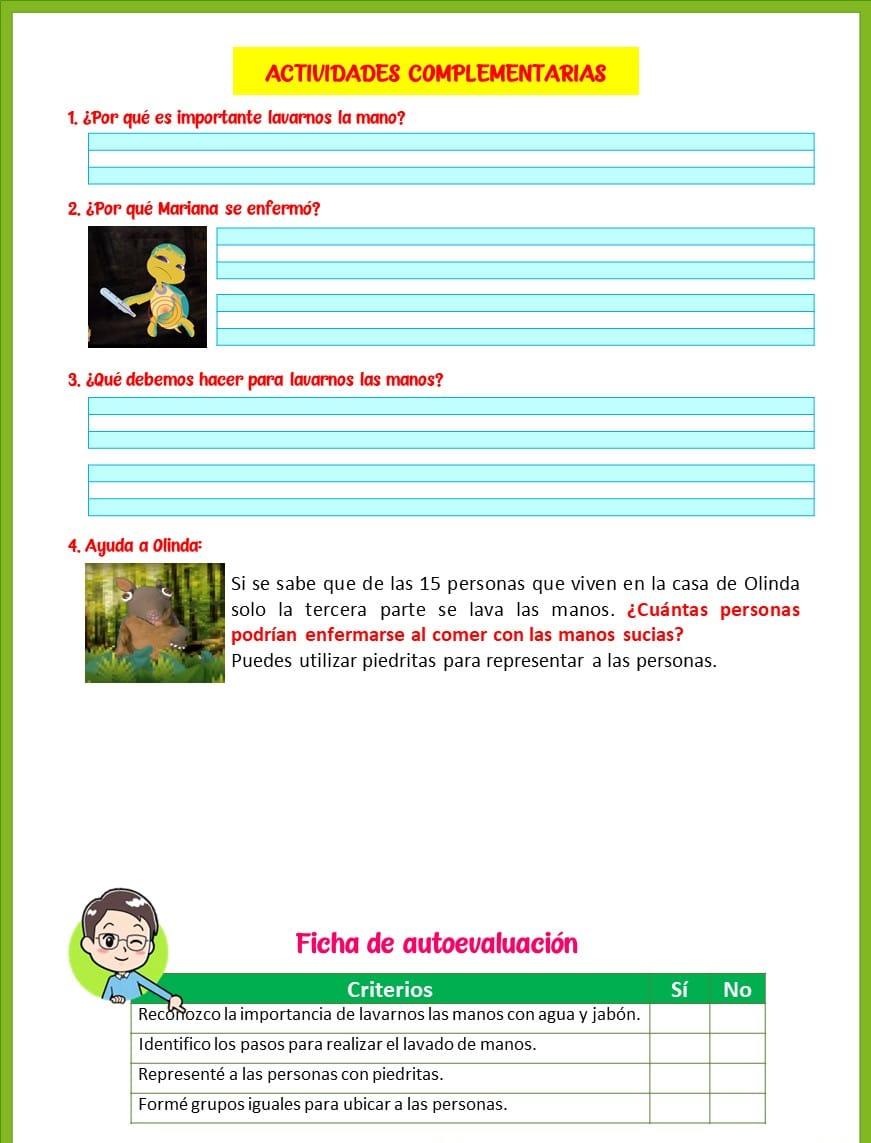 ACTIVIDADES COMPLEMENTARIAS
1. ¿Por qué es importante lavarnos la mano?
2. ¿Por qué Mariana se enfermó?
3. ¿Qué debemos hacer para lavarnos las manos?
4. Ayuda a Olinda:
Si se sabe que de las 15 personas que viven en la casa de Olinda
solo la tercera parte se lava las manos. ¿Cuántas personas
podrían enfermarse al comer con las manos sucias?
Puedes utilizar piedritas para representar a las personas.
Ficha de autoevaluación
Criterios Sí No
Reconozco la importancia de lavarnos las manos con agua y jabón.
Identifico los pasos para realizar el lavado de manos.
Representé a las personas con piedritas.
Formé grupos iguales para ubicar a las personas.